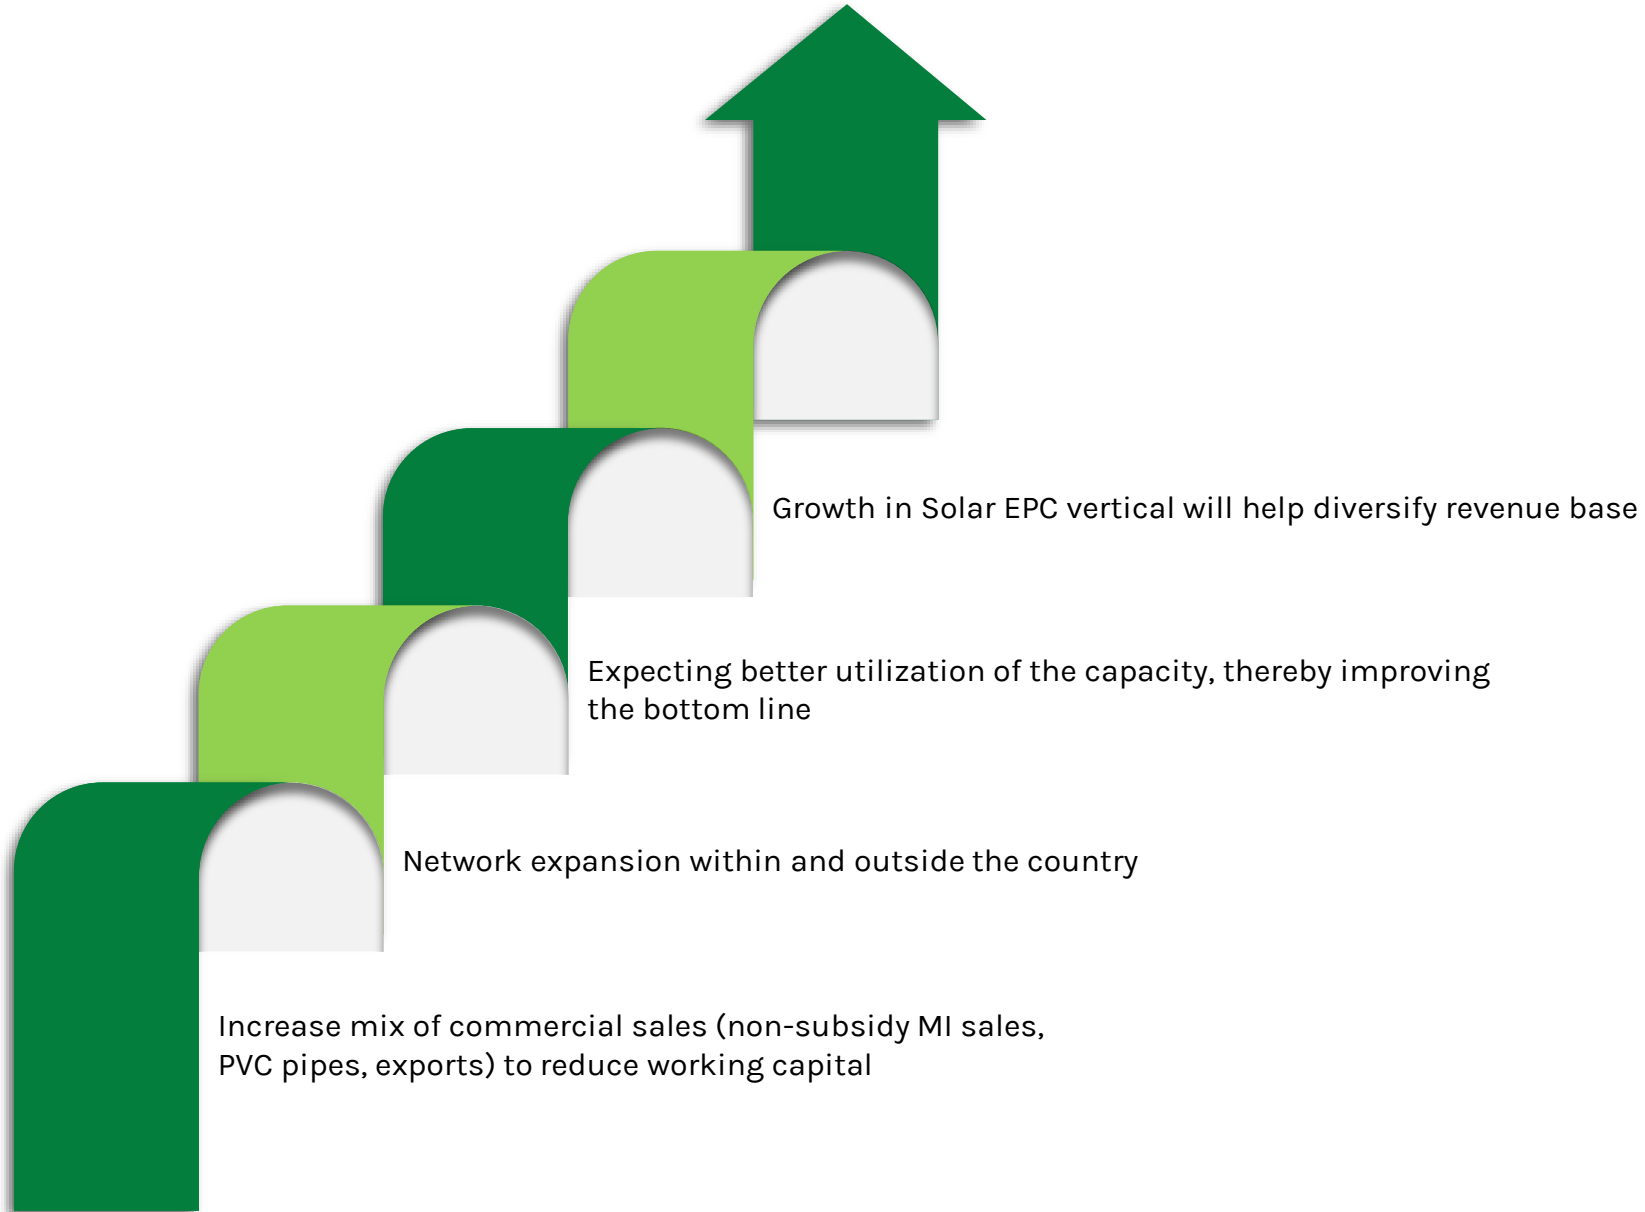 Growth in Solar EPC vertical will help diversify revenue base
Expecting better utilization of the capacity, thereby improving
the bottom line
Network expansion within and outside the country
Increase mix of commercial sales (non-subsidy MI sales,
PVC pipes, exports) to reduce working capital